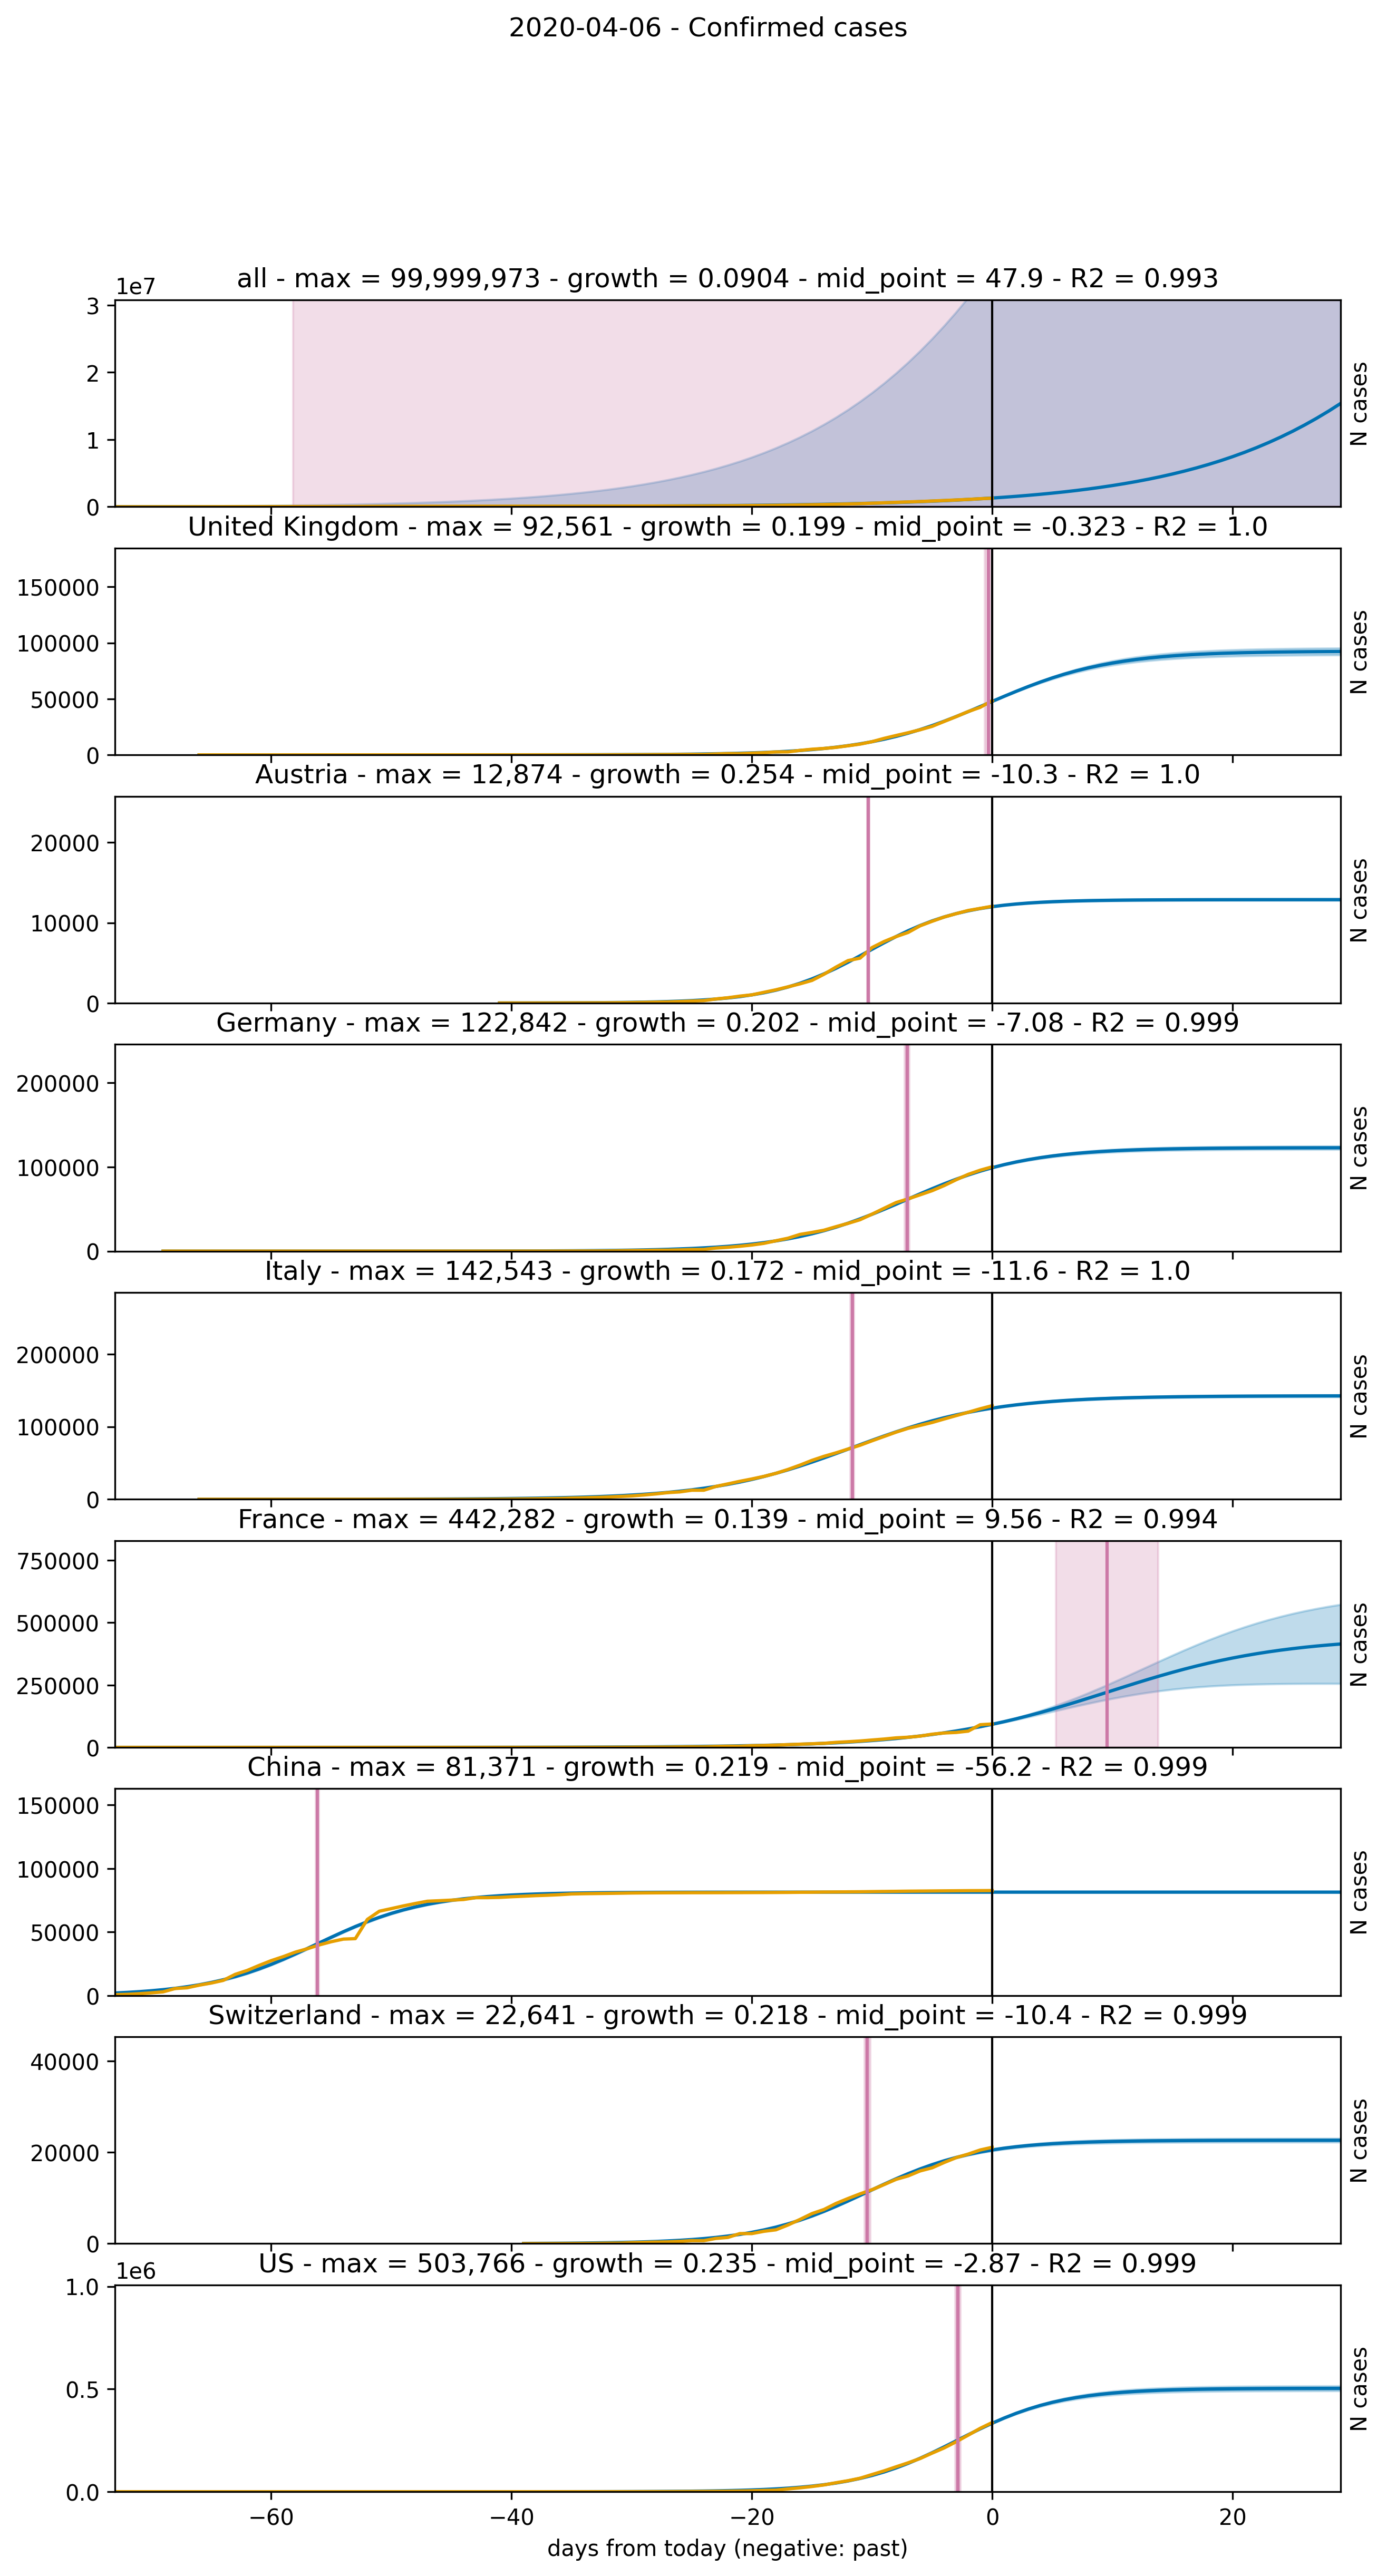 2020-04-06 - Confirmed cases
all - max = 99,999,973 - growth = 0.0904 - mid_point = 47.9 - R2 = 0.993
1e7
3
2
1
0
N cases
United Kingdom - max = 92,561 - growth = 0.199 - mid_point = -0.323 - R2 = 1.0
150000
100000
50000
0
N cases
Austria - max = 12,874 - growth = 0.254 - mid_point = -10.3 - R2 = 1.0
20000
10000
0
N cases
Germany - max = 122,842 - growth = 0.202 - mid_point = -7.08 - R2 = 0.999
200000
100000
0
N cases
Italy - max = 142,543 - growth = 0.172 - mid_point = -11.6 - R2 = 1.0
200000
100000
0
N cases
France - max = 442,282 - growth = 0.139 - mid_point = 9.56 - R2 = 0.994
750000
500000
250000
0
N cases
China - max = 81,371 - growth = 0.219 - mid_point = -56.2 - R2 = 0.999
150000
100000
50000
0
N cases
Switzerland - max = 22,641 - growth = 0.218 - mid_point = -10.4 - R2 = 0.999
40000
20000
0
N cases
US - max = 503,766 - growth = 0.235 - mid_point = -2.87 - R2 = 0.999
1e6
1.0
0.5
0.0
N cases
−60 −40 −20 0 20
days from today (negative: past)